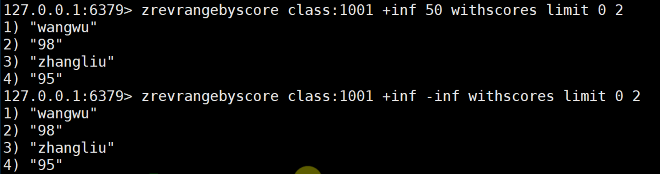 127.0.0.1:6379> zrevrangebyscore class:1001 +inf 50 withscores limit 0 2
1) "wangwu"
2) "98"
3) "zhangliu"
4) "95"
127.0.0.1:6379> zrevrangebyscore class:1001 +inf -inf withscores limit 0 2
1) "wangwu"
2) "98"
3) "zhangliu"
4) "95"